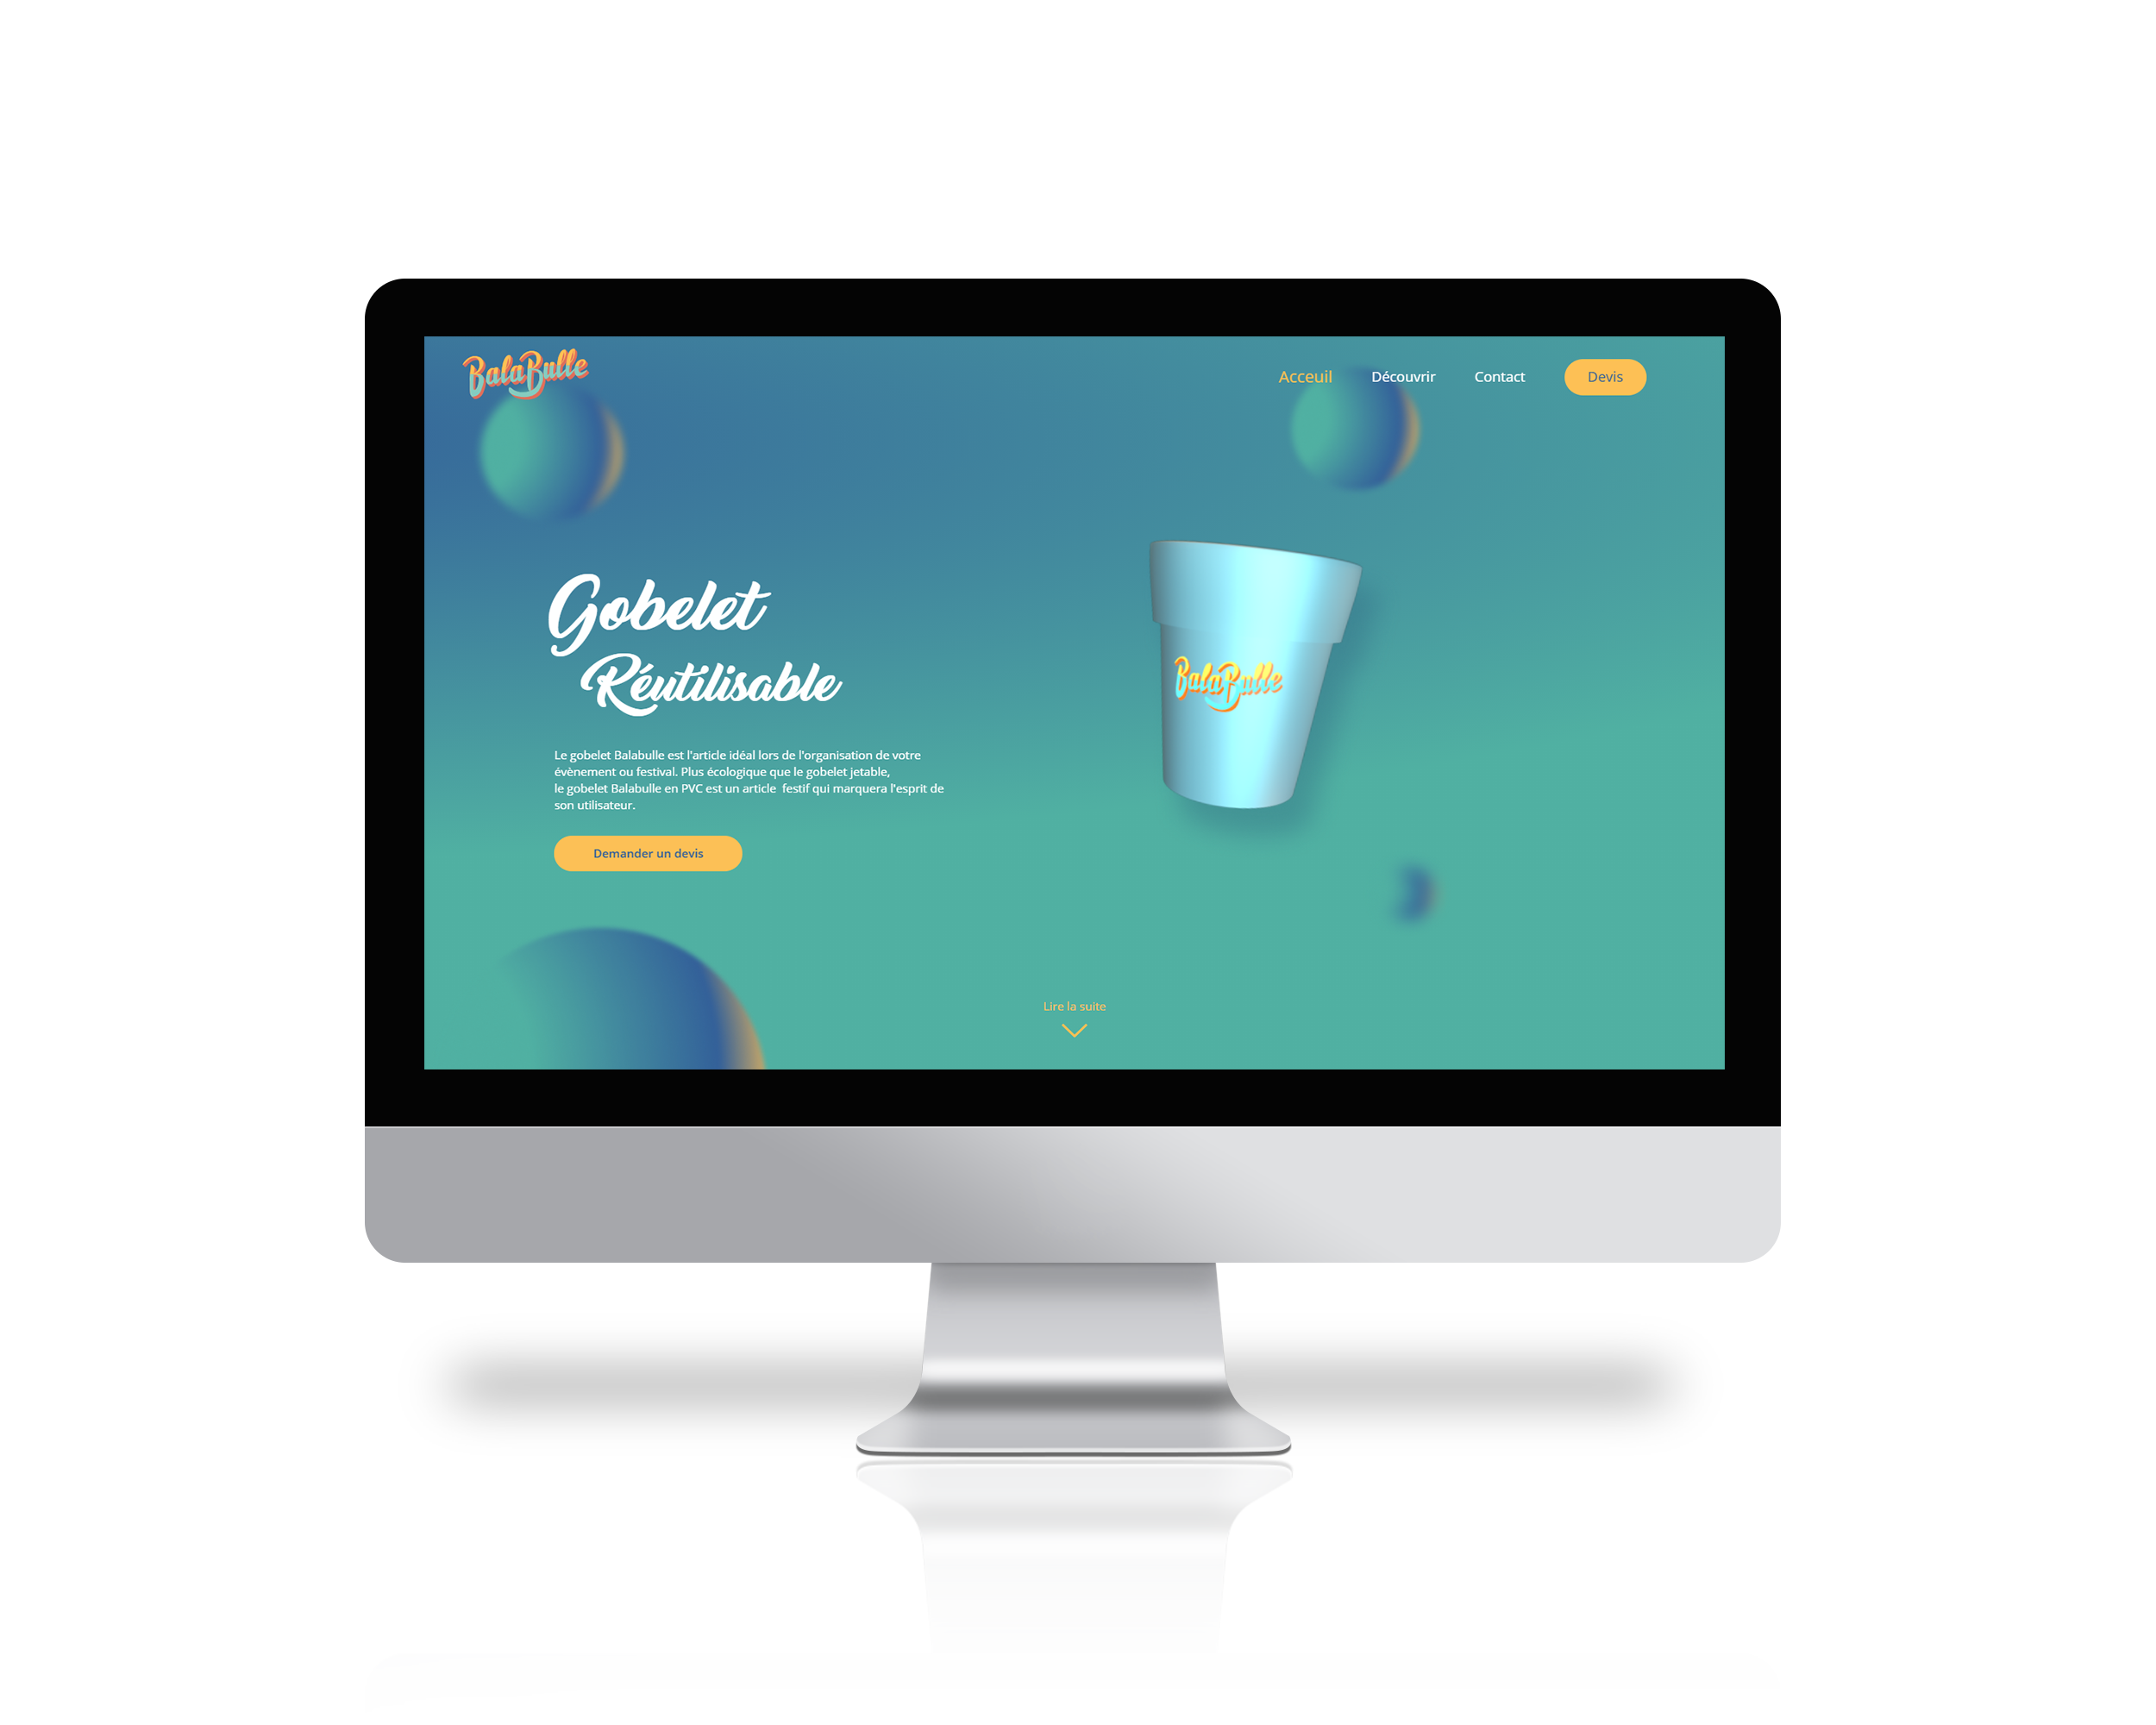 BalaBulle
Acceuil
Découvrir
Contact
Devis
Gobelet
Réutilisable
BalaBulle
Le gobelet Balabulle est l'article idéal lors de l'organisation de votre
évènement ou festival. Plus écologique que le gobelet jetable,
le gobelet Balabulle en PVC est un article festif qui marquera l'esprit de
son utilisateur.
Demander un devis
Lire la suite